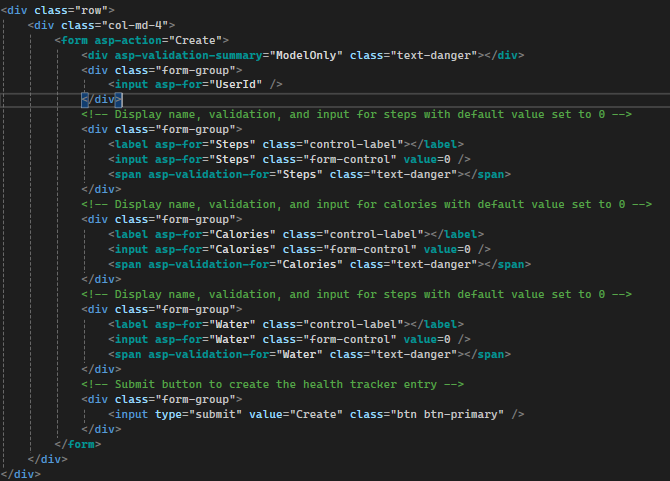 <div class="row">
<div class="col-md-4">
<form asp-action="Create">
<div asp-validation-summary="ModelOnly" class="text-danger"></div>
<div class="form-group">
<input asp-for="UserId" />
</div>
<!-- Display name, validation, and input for steps with default value set to 0 -->
<div class="form-group">
<label asp-for="Steps" class="control-label"></label>
<input asp-for="Steps" class="form-control" value=0 />
<span asp-validation-for="Steps" class="text-danger"></span>
</div>
<!-- Display name, validation, and input for calories with default value set to 0 -->
<div class="form-group">
<label asp-for="Calories" class="control-label"></label>
<input asp-for="Calories" class="form-control" value=0 />
<span asp-validation-for="Calories" class="text-danger"></span>
</div>
<!-- Display name, validation, and input for steps with default value set to 0 -->
<div class="form-group">
<label asp-for="Water" class="control-label"></label>
<input asp-for="Water" class="form-control" value=0 />
<span asp-validation-for="Water" class="text-danger"></span>
</div>
<!-- Submit button to create the health tracker entry -->
<div class="form-group">
<input type="submit" value="Create" class="btn btn-primary" />
</div>
</form>
</div>
</div>